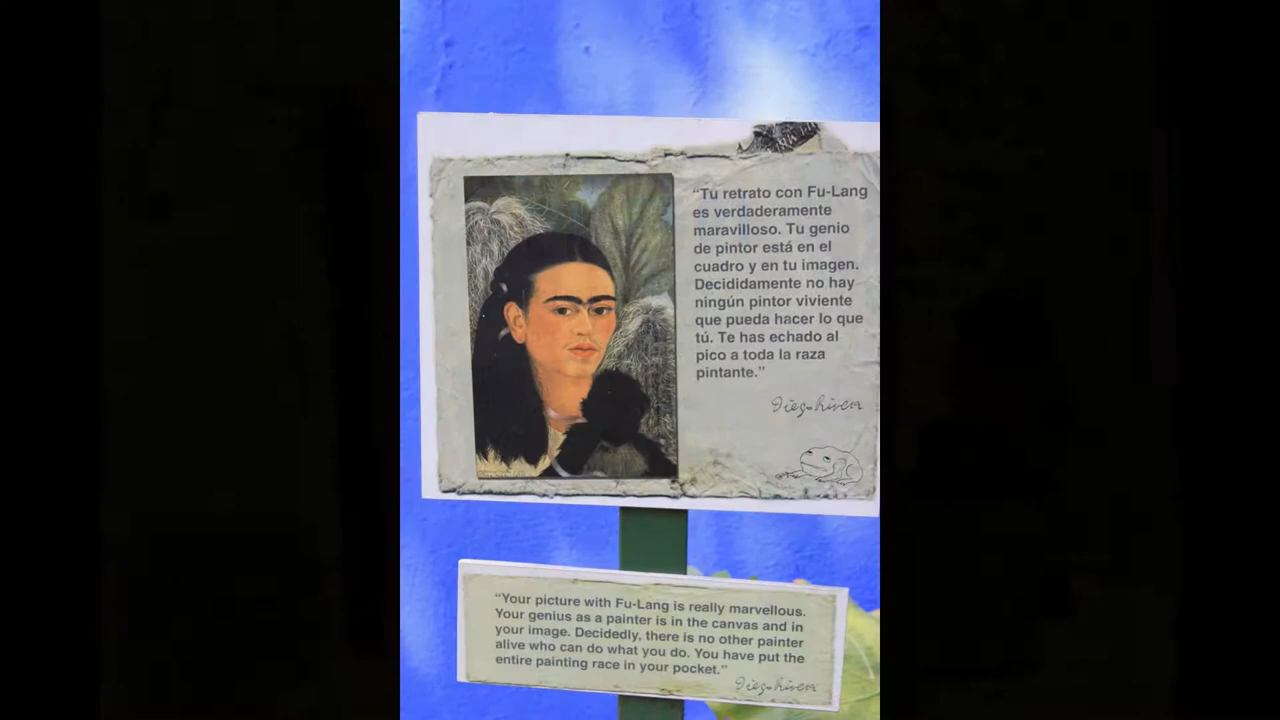 “Tu retrato con Fu-Lang
es verdaderamente
maravilloso. Tu genio
de pintor está en el
cuadro y en tu imagen.
Decididamente no hay
ningún pintor viviente
que pueda hacer lo que
tú. Te has echado al
pico a toda la raza
pintante.”
Diego Rivera
“Your picture with Fu-Lang is really marvellous.
Your genius as a painter is in the canvas and in
your image. Decidedly, there is no other painter
alive who can do what you do. You have put the
entire painting race in your pocket.”
Diego Rivera